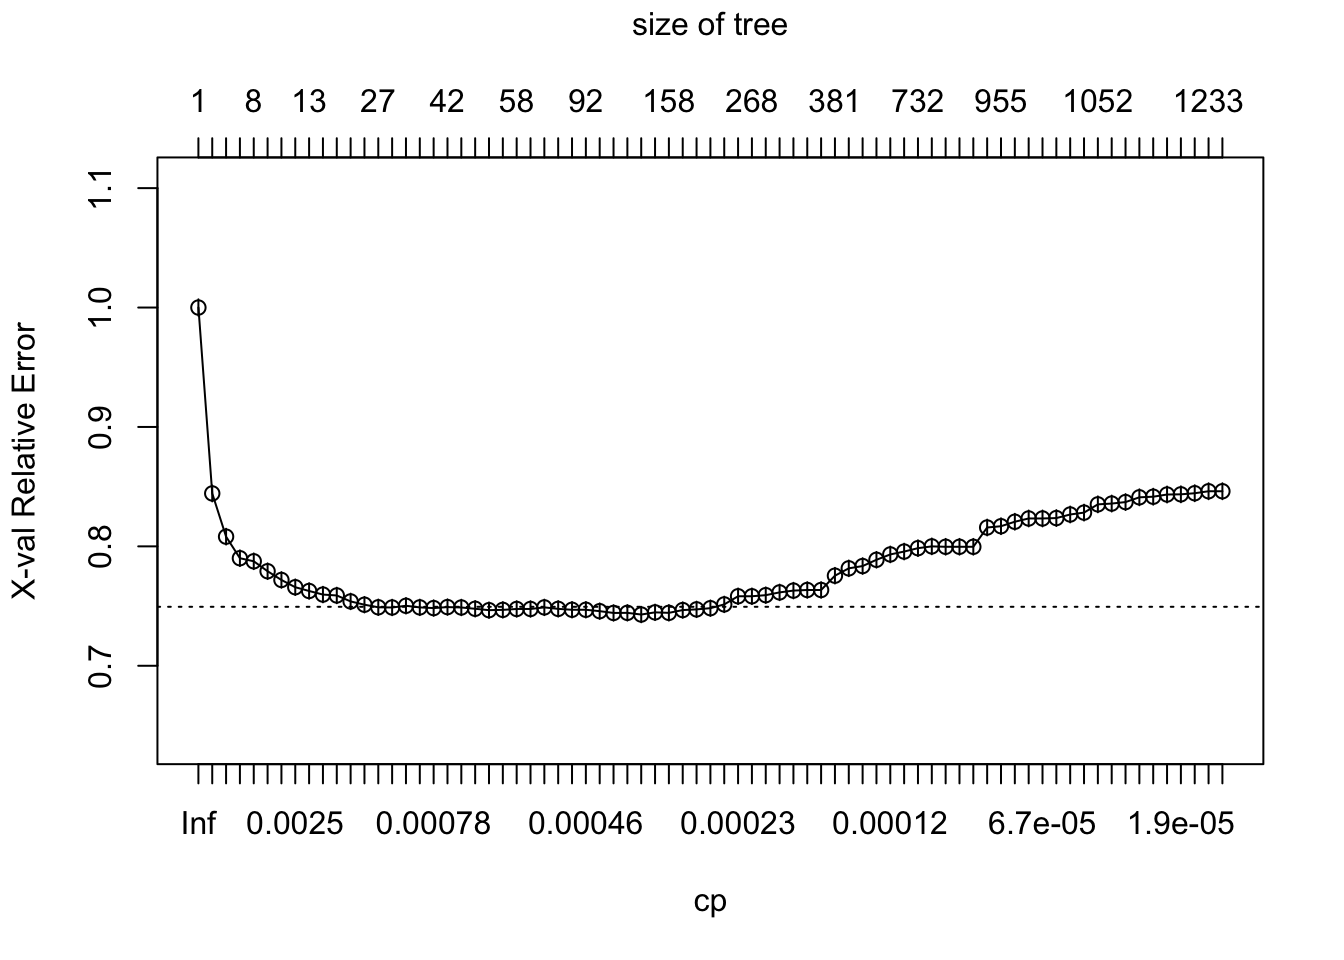 size of tree
1 8 13 27 42 58 92 158 268 381 732 955 1052 1233
X-val Relative Error
1.1
1.0
0.9
0.8
0.7
Inf 0.0025 0.00078 0.00046 0.00023 0.00012 6.7e-05 1.9e-05
cp